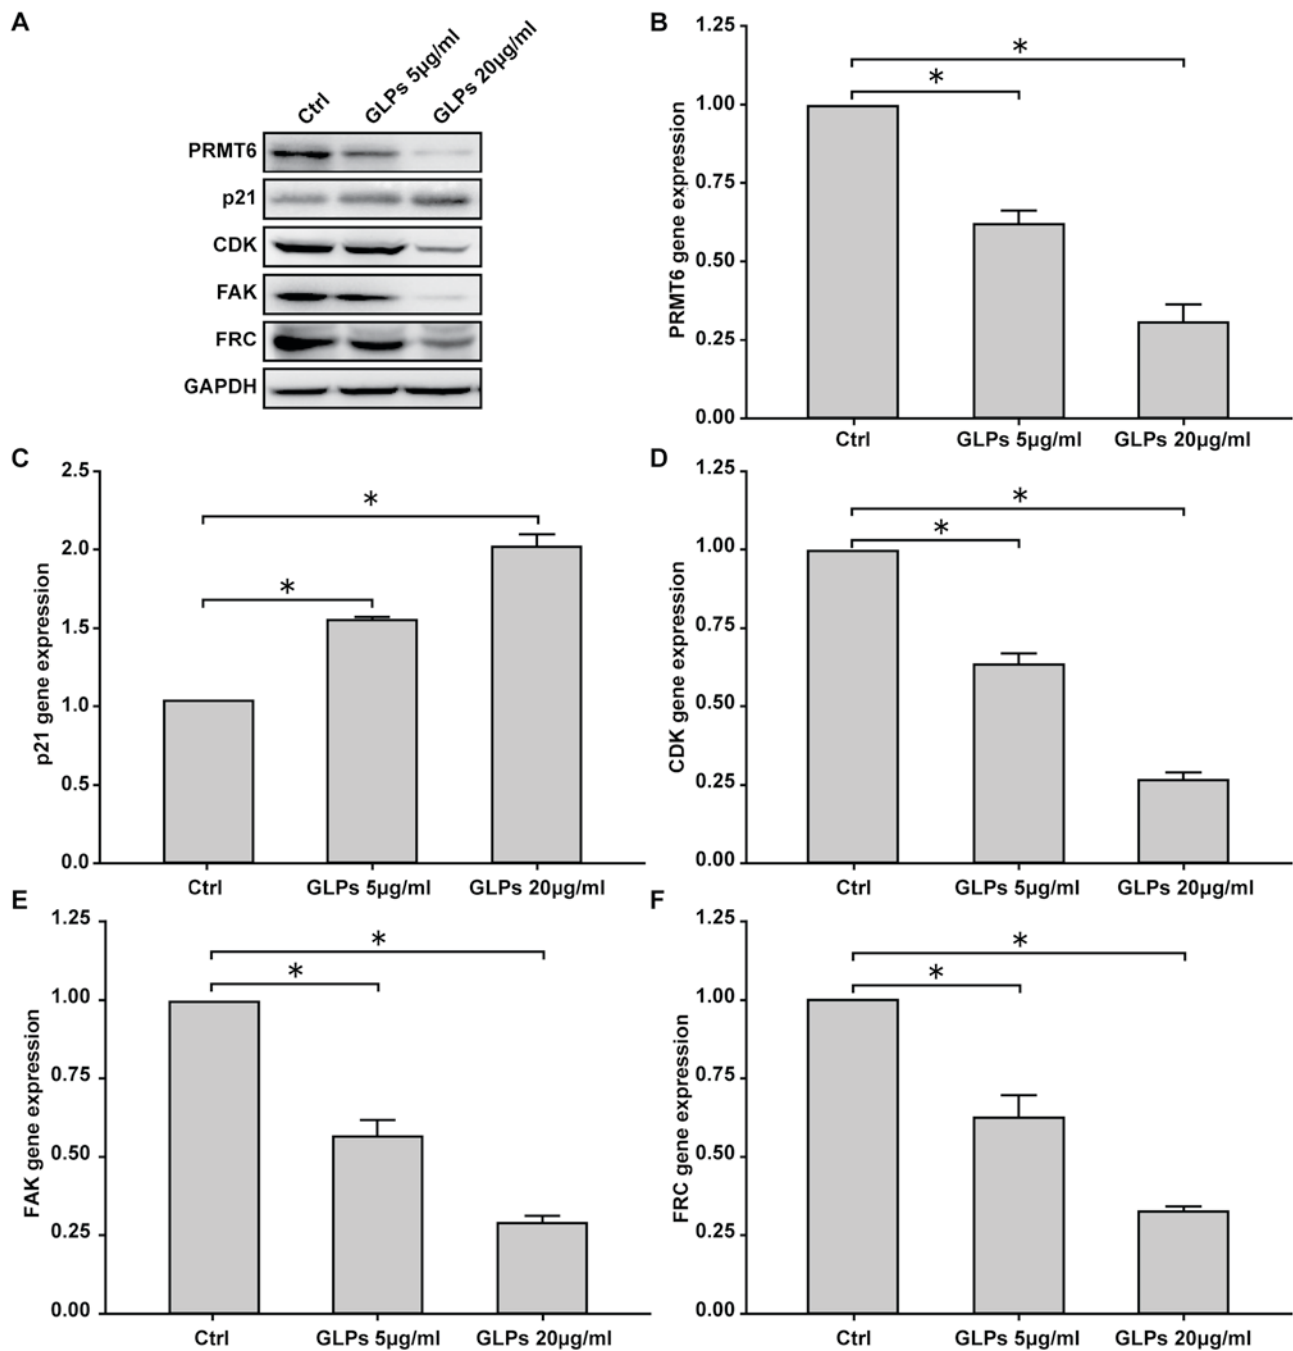 A
Ctrl
GLPs 5µg/ml
GLPs 20µg/ml
PRMT6
p21
CDK
FAK
FRC
GAPDH
B
PRMT6 gene expression
1.25
1.00
0.75
0.50
0.25
0.00
*
*
Ctrl
GLPs 5µg/ml
GLPs 20µg/ml
C
p21 gene expression
2.5
2.0
1.5
1.0
0.5
0.0
*
*
Ctrl
GLPs 5µg/ml
GLPs 20µg/ml
D
CDK gene expression
1.25
1.00
0.75
0.50
0.25
0.00
*
*
Ctrl
GLPs 5µg/ml
GLPs 20µg/ml
E
FAK gene expression
1.25
1.00
0.75
0.50
0.25
0.00
*
*
Ctrl
GLPs 5µg/ml
GLPs 20µg/ml
F
FRC gene expression
1.25
1.00
0.75
0.50
0.25
0.00
*
*
Ctrl
GLPs 5µg/ml
GLPs 20µg/ml